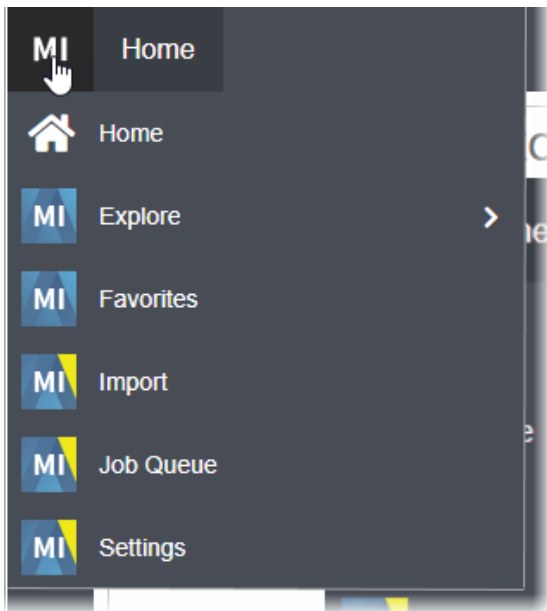 MI Home
Home
MI Explore
MI Favorites
MI Import
MI Job Queue
MI Settings